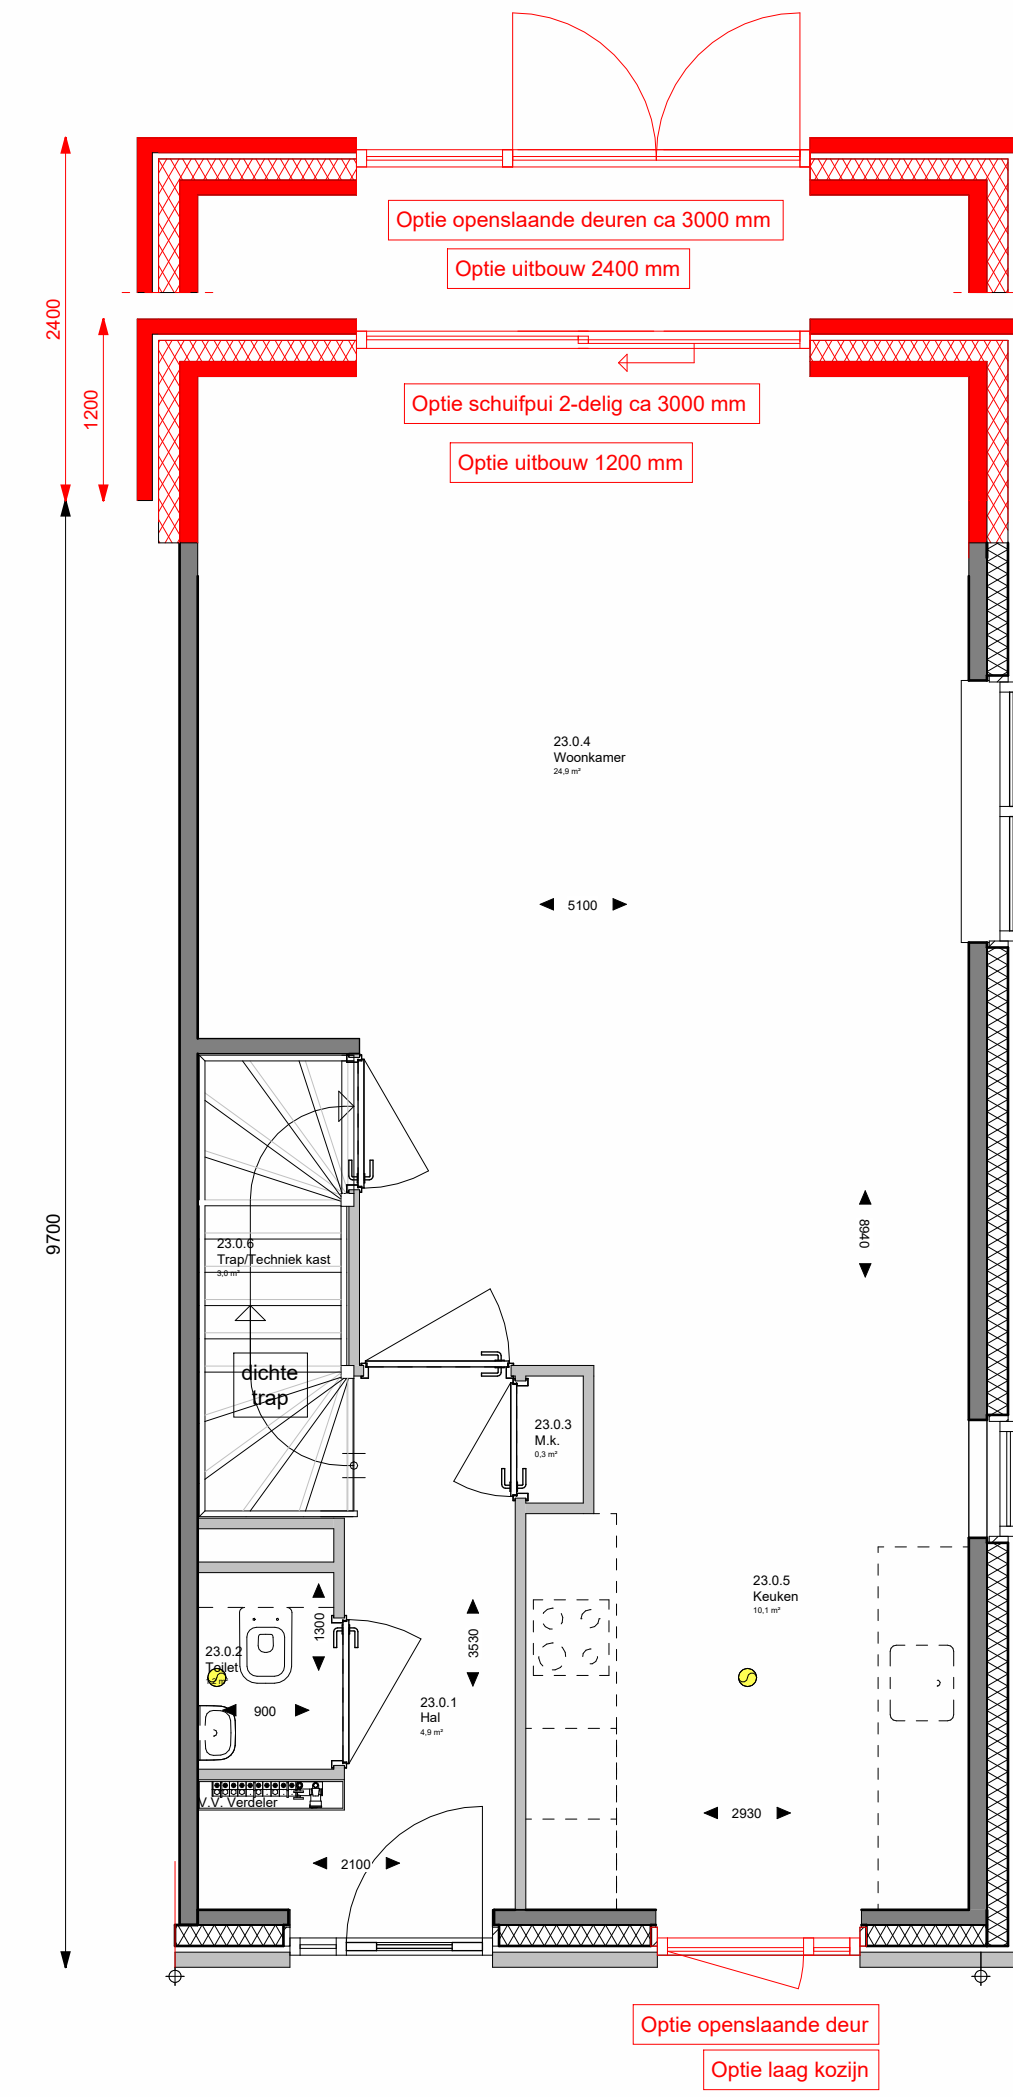 Optie openslaande deuren ca 3000 mm
Optie uitbouw 2400 mm
2400
1200
Optie schuifpui 2-delig ca 3000 mm
Optie uitbouw 1200 mm
23.0.4
Woonkamer
24,9 m²
5100
9700
8940
23.0.6
Trap/Techniek kast
3,0 m²
dichte
trap
23.0.3
M.k.
0,3 m²
23.0.5
Keuken
10,1 m²
1300
3530
23.0.2
Toilet
900
23.0.1
Hal
4,9 m²
V.V. Verdeler
2930
2100
Optie openslaande deur
Optie laag kozijn